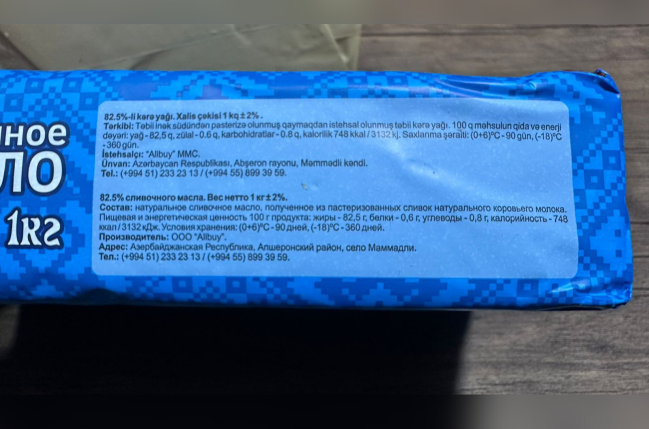 ное
ЛО
1кг
82.5%-li kərə yağı. Xalis çəkisi 1 kq ± 2% .
Tərkibi: Təbii inək südündən pasterizə olunmuş qaymaqdan istehsal olunmuş təbii kərə yağı. 100 q məhsulun qida və enerji
dəyəri: yağ - 82.5 q, zülal - 0.6 q, karbohidratlar - 0.8 q, kalorilik 748 kkal / 3132 kj. Saxlanma şəraiti: (0+6)°C - 90 gün, (-18)°C
- 360 gün.
İstehsalçı: "Allbuy" MMC.
Ünvan: Azərbaycan Respublikası, Abşeron rayonu, Məmmədli kəndi.
Tel.: (+994 51) 233 23 13 / (+994 55) 899 39 59.
82.5% сливочного масла. Вес нетто 1 кг ± 2%.
Состав: натуральное сливочное масло, полученное из пастеризованных сливок натурального коровьего молока.
Пищевая и энергетическая ценность 100 г продукта: жиры - 82,5 г, белки - 0,6 г, углеводы - 0,8 г, калорийность - 748
ккал / 3132 кДж. Условия хранения: (0+6)°C - 90 дней, (-18)°C - 360 дней.
Производитель: ООО "Allbuy".
Адрес: Азербайджанская Республика, Апшеронский район, село Маммадли.
Тел.: (+994 51) 233 23 13 / (+994 55) 899 39 59.